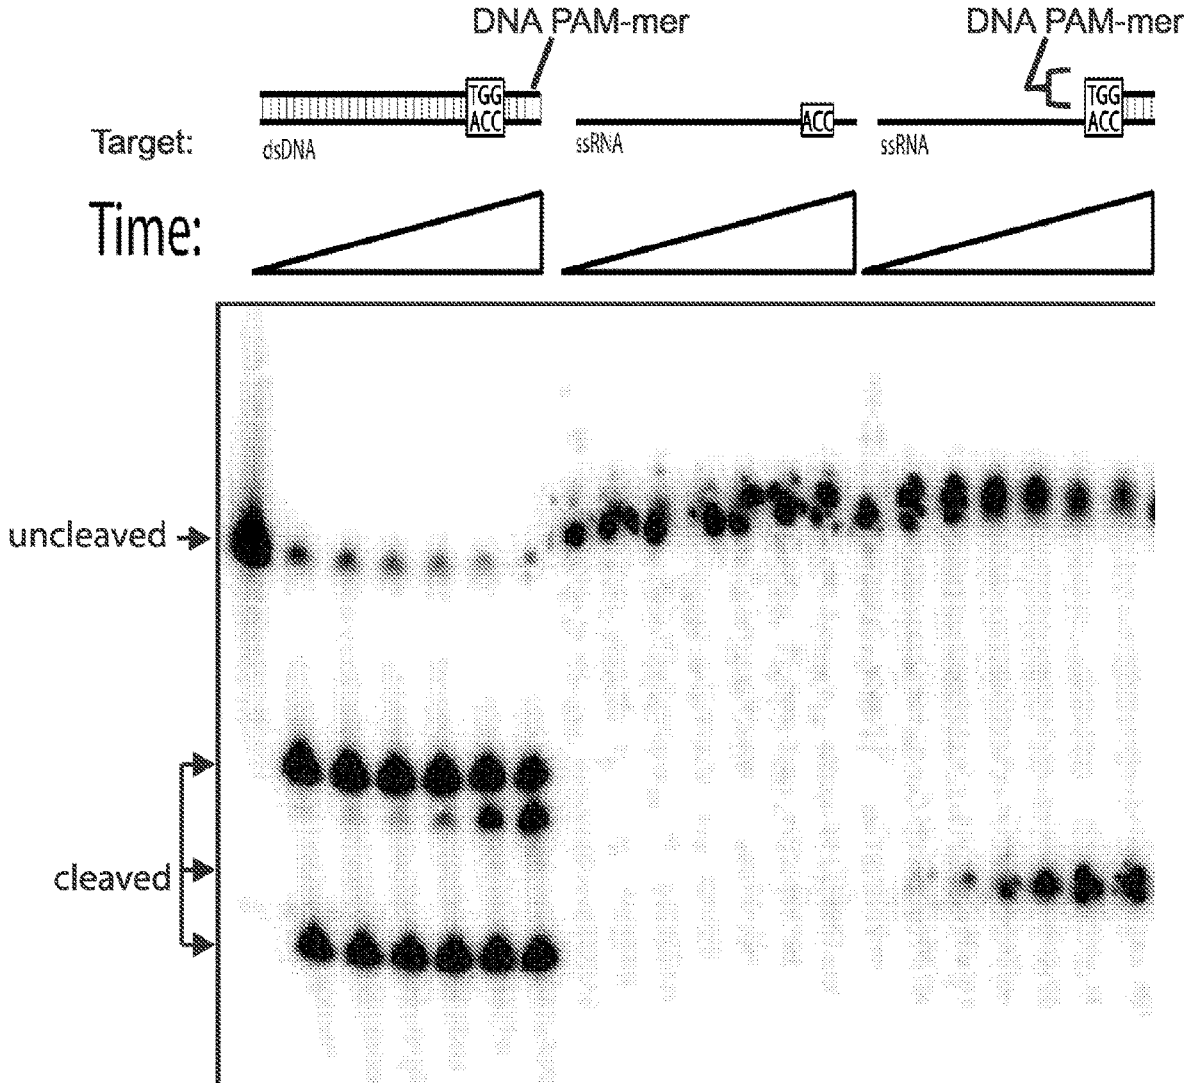 DNA PAM-mer
DNA PAM-mer
TGG
ACC
ACC
TGG
ACC
Target:
dsDNA
ssRNA
ssRNA
Time:
uncleaved
cleaved